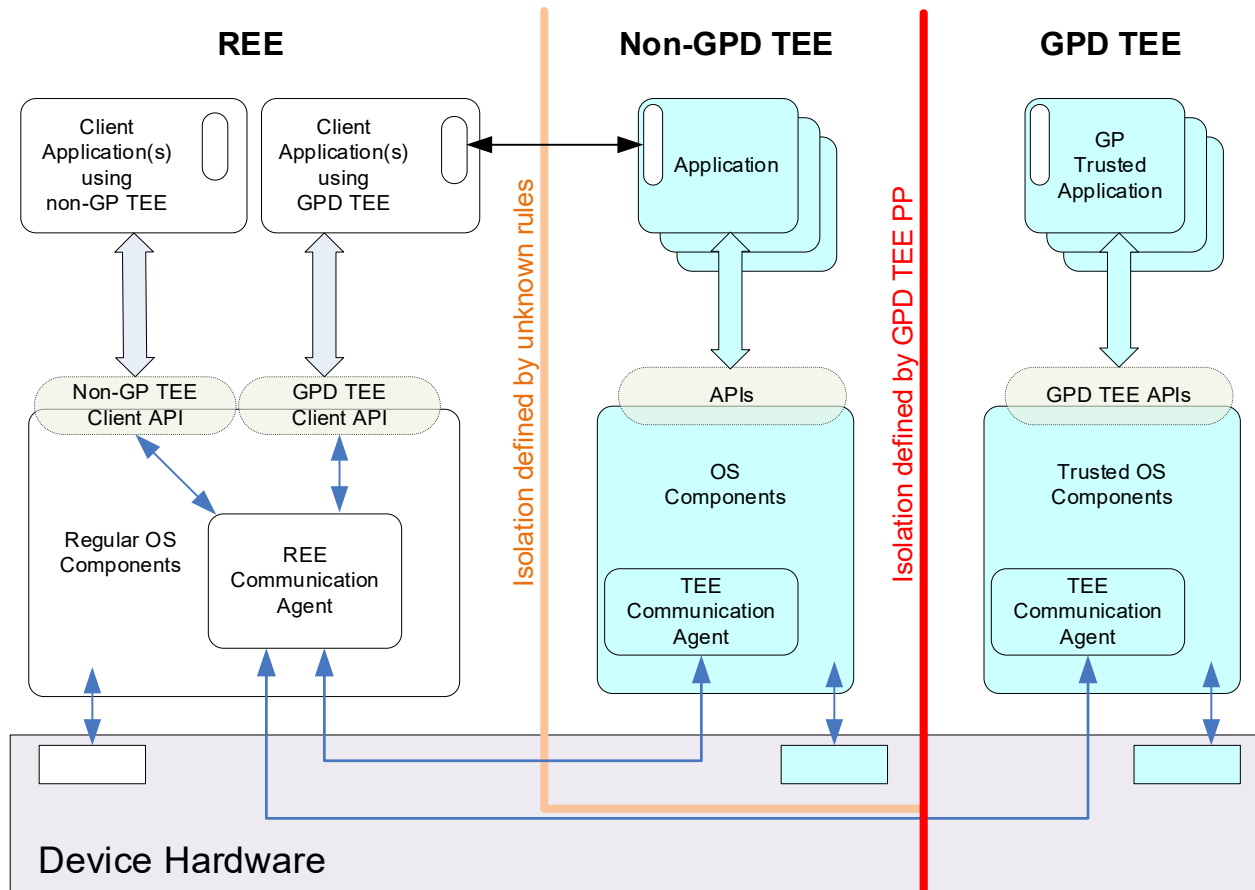 REE
Non-GPD TEE
GPD TEE
Client
Application(s)
using
non-GP TEE
Client
Application(s)
using
GPD TEE
Application
GP
Trusted
Application
Isolation defined by unknown rules
Isolation defined by GPD TEE PP
Non-GP TEE
Client API
GPD TEE
Client API
APIs
GPD TEE APIs
Regular OS
Components
REE
Communication
Agent
OS
Components
TEE
Communication
Agent
Trusted OS
Components
TEE
Communication
Agent
Device Hardware